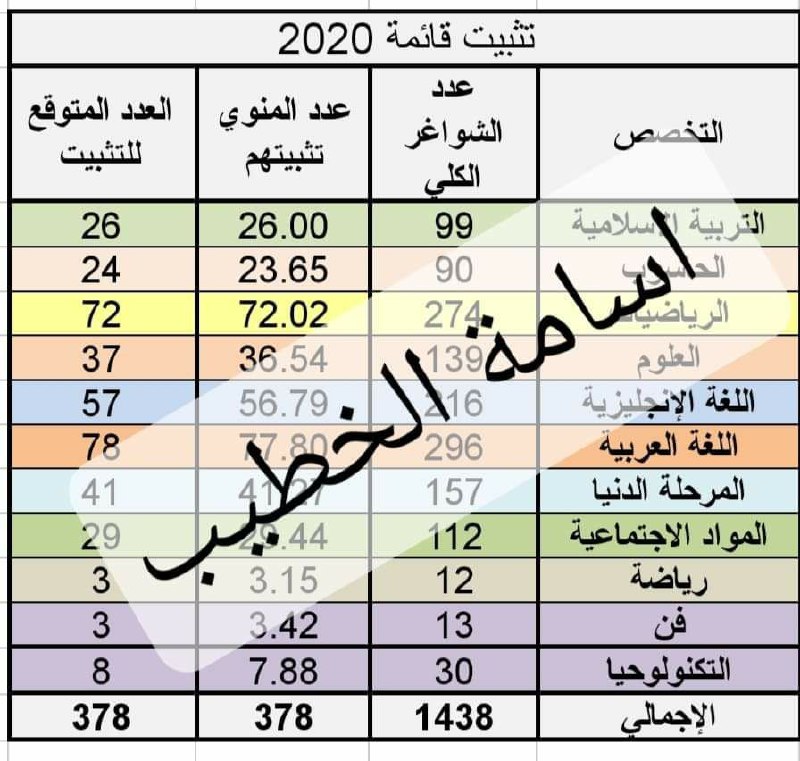 تثبيت قائمة 2020
التخصص عدد الشواغر الكلي عدد المنوي تثبيتهم العدد المتوقع للتثبيت
التربية الإسلامية 99 26.00 26
الحاسوب 90 23.65 24
الرياضيات 274 72.02 72
العلوم 139 36.54 37
اللغة الإنجليزية 216 56.79 57
اللغة العربية 296 77.80 78
المرحلة الدنيا 157 41.27 41
المواد الاجتماعية 112 29.44 29
رياضة 12 3.15 3
فن 13 3.42 3
التكنولوحيا 30 7.88 8
الإجمالي 1438 378 378
اسامة الخطيب